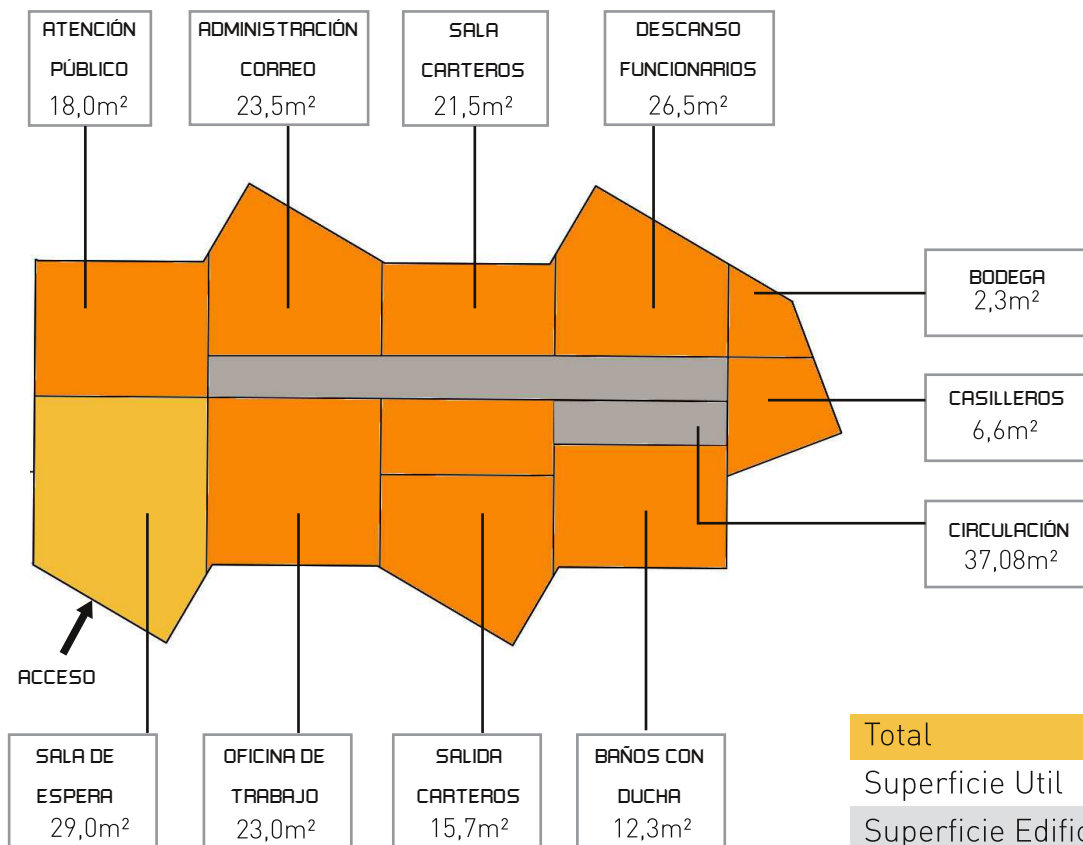 ATENCIÓN
PÚBLICO
18,0m²
ADMINISTRACIÓN
CORREO
23,5m²
SALA
CARTEROS
21,5m²
DESCANSO
FUNCIONARIOS
26,5m²
BODEGA
2,3m²
CASILLEROS
6,6m²
CIRCULACIÓN
37,08m²
ACCESO
SALA DE
ESPERA
29,0m²
OFICINA DE
TRABAJO
23,0m²
SALIDA
CARTEROS
15,7m²
BAÑOS CON
DUCHA
12,3m²
Total
Superficie Util
Superficie